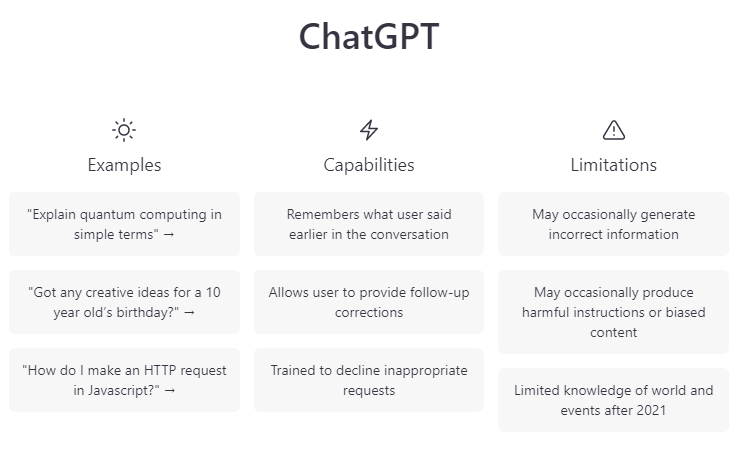 ChatGPT
Examples
"Explain quantum computing in
simple terms" →
"Got any creative ideas for a 10
year old's birthday?" →
"How do I make an HTTP request
in Javascript?" →
Capabilities
Remembers what user said
earlier in the conversation
Allows user to provide follow-up
corrections
Trained to decline inappropriate
requests
Limitations
May occasionally generate
incorrect information
May occasionally produce
harmful instructions or biased
content
Limited knowledge of world and
events after 2021